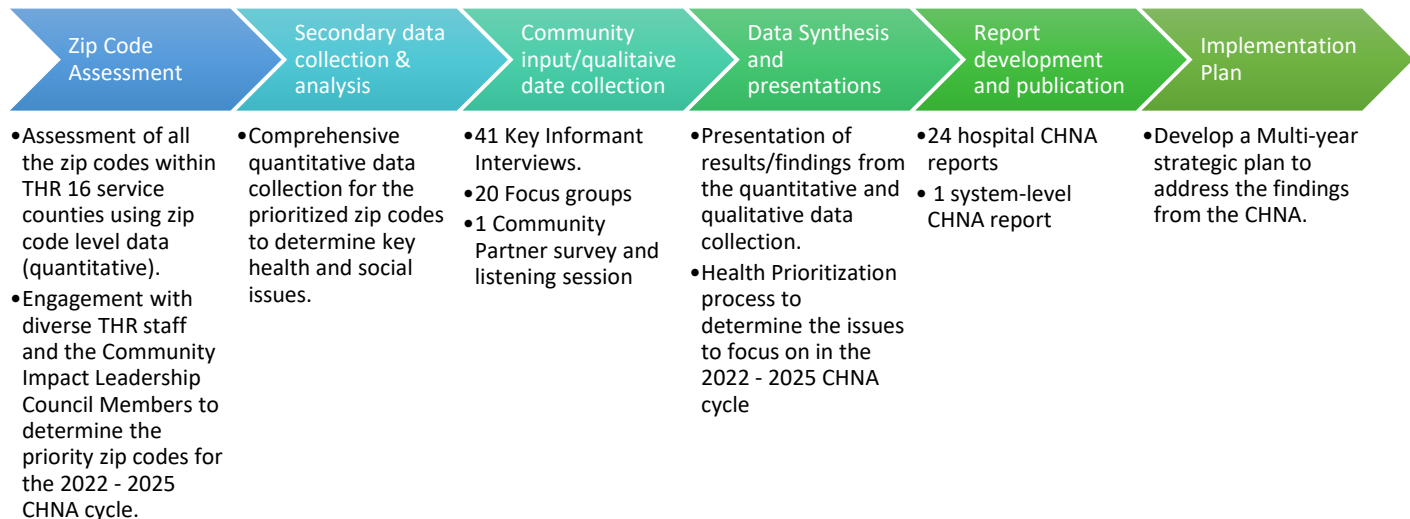 Zip Code
Assessment
Secondary data
collection &
analysis
Community
input/qualitaive
date collection
Data Synthesis
and
presentations
Report
development
and publication
Implementation
Plan
•Assessment of all
the zip codes within
THR 16 service
counties using zip
code level data
(quantitative).
•Engagement with
diverse THR staff
and the Community
Impact Leadership
Council Members to
determine the
priority zip codes for
the 2022 - 2025
CHNA cycle.
•Comprehensive
quantitative data
collection for the
prioritized zip codes
to determine key
health and social
issues.
•41 Key Informant
Interviews.
•20 Focus groups
•1 Community
Partner survey and
listening session
•Presentation of
results/findings from
the quantitative and
qualitative data
collection.
•Health Prioritization
process to
determine the issues
to focus on in the
2022 - 2025 CHNA
cycle
•24 hospital CHNA
reports
• 1 system-level
CHNA report
•Develop a Multi-year
strategic plan to
address the findings
from the CHNA.